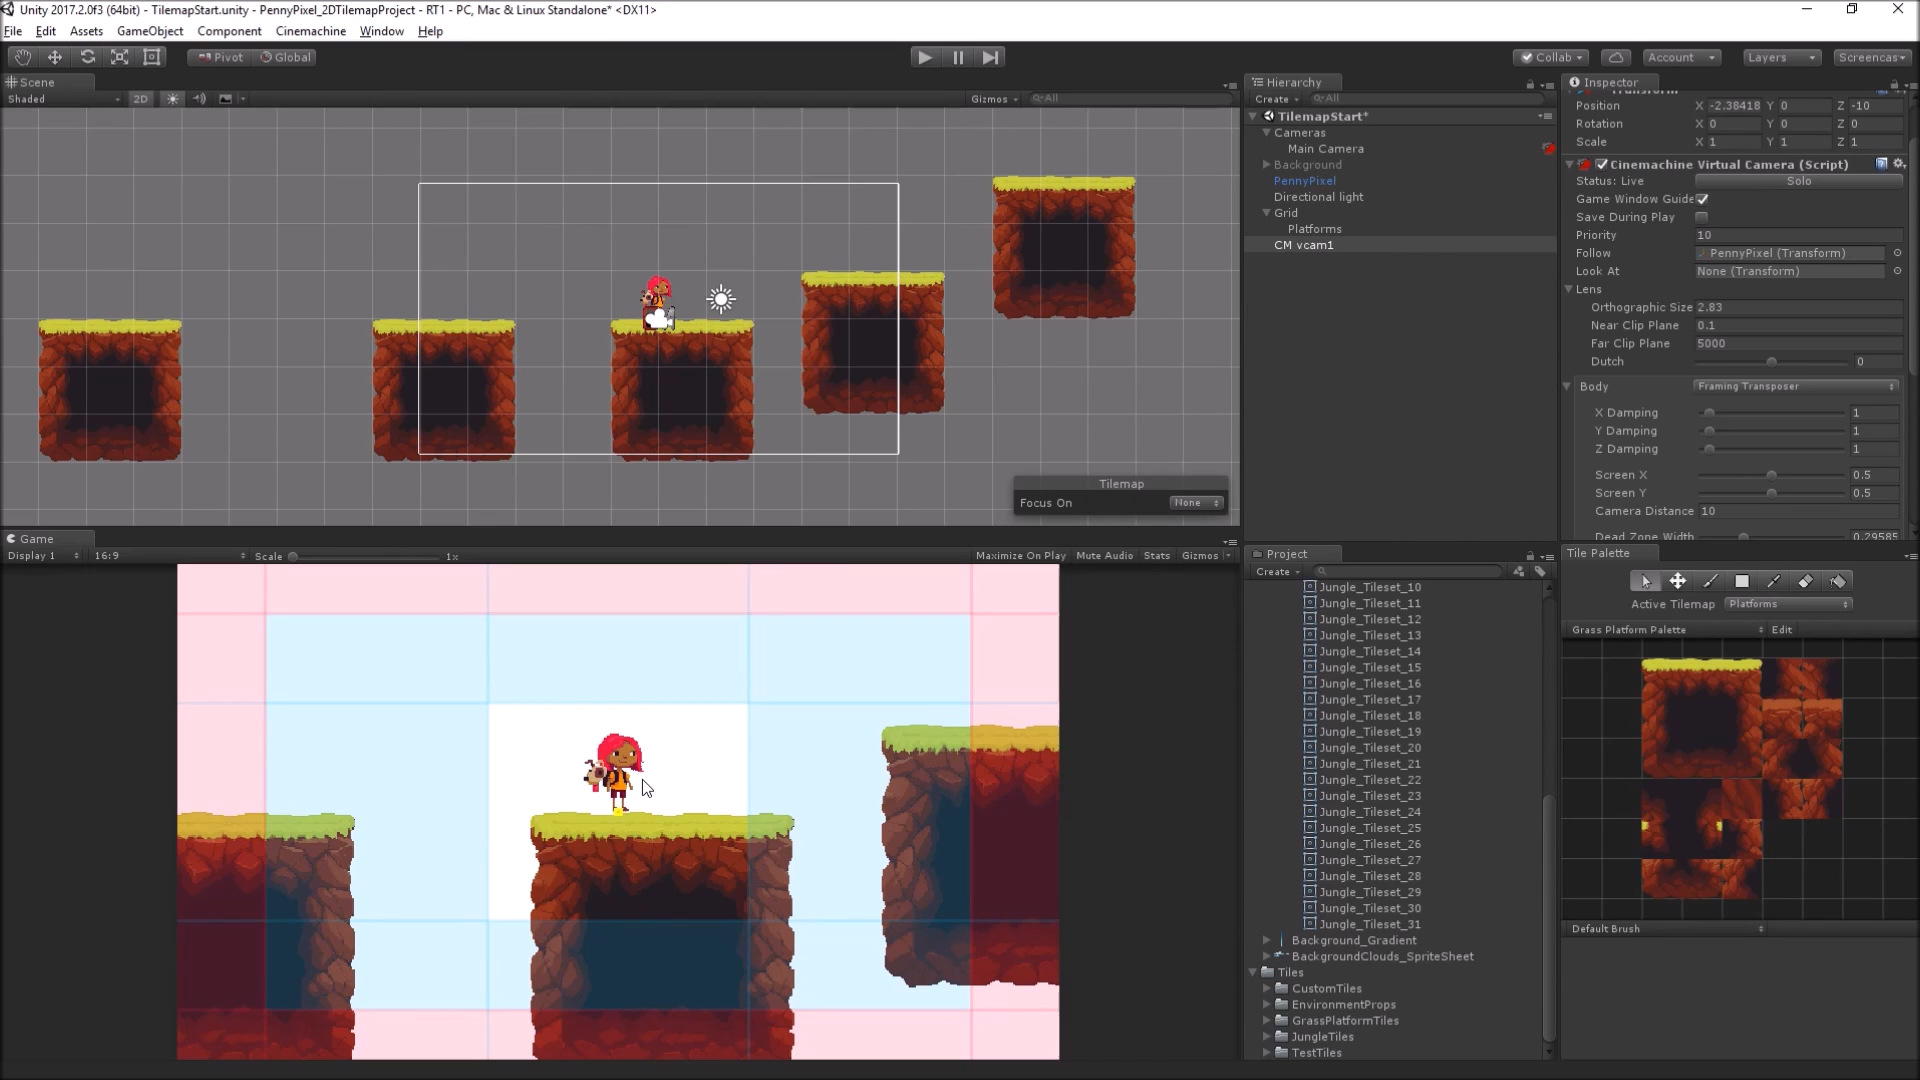 Unity 2017.2.0f3 (64bit) - TilemapStart.unity - PennyPixel_2DTilemapProject - RT1 - PC, Mac & Linux Standalone* <DX11>
File Edit Assets GameObject Component Cinemachine Window Help
Pivot Global Collab Account Layers Screencas
Scene
Shaded 2D Gizmos All
Tilemap
Focus On None
Game
Display 1 16:9 Scale 1x Maximize On Play Mute Audio Stats Gizmos
Hierarchy
Create All
TilemapStart*
Cameras
Main Camera
Background
PennyPixel
Directional light
Grid
Platforms
CM vcam1
Project
Create
Jungle_Tileset_10
Jungle_Tileset_11
Jungle_Tileset_12
Jungle_Tileset_13
Jungle_Tileset_14
Jungle_Tileset_15
Jungle_Tileset_16
Jungle_Tileset_17
Jungle_Tileset_18
Jungle_Tileset_19
Jungle_Tileset_20
Jungle_Tileset_21
Jungle_Tileset_22
Jungle_Tileset_23
Jungle_Tileset_24
Jungle_Tileset_25
Jungle_Tileset_26
Jungle_Tileset_27
Jungle_Tileset_28
Jungle_Tileset_29
Jungle_Tileset_30
Jungle_Tileset_31
Background_Gradient
BackgroundClouds_SpriteSheet
Tiles
CustomTiles
EnvironmentProps
GrassPlatformTiles
JungleTiles
TestTiles
Inspector
Transform
Position X -2.38418 Y 0 Z -10
Rotation X 0 Y 0 Z 0
Scale X 1 Y 1 Z 1
Cinemachine Virtual Camera (Script)
Status: Live Solo
Game Window Guide
Save During Play
Priority 10
Follow PennyPixel (Transform)
Look At None (Transform)
Lens
Orthographic Size 2.83
Near Clip Plane 0.1
Far Clip Plane 5000
Dutch 0
Body Framing Transposer
X Damping 1
Y Damping 1
Z Damping 1
Screen X 0.5
Screen Y 0.5
Camera Distance 10
Dead Zone Width 0.29585
Tile Palette
Active Tilemap Platforms
Grass Platform Palette Edit
Default Brush